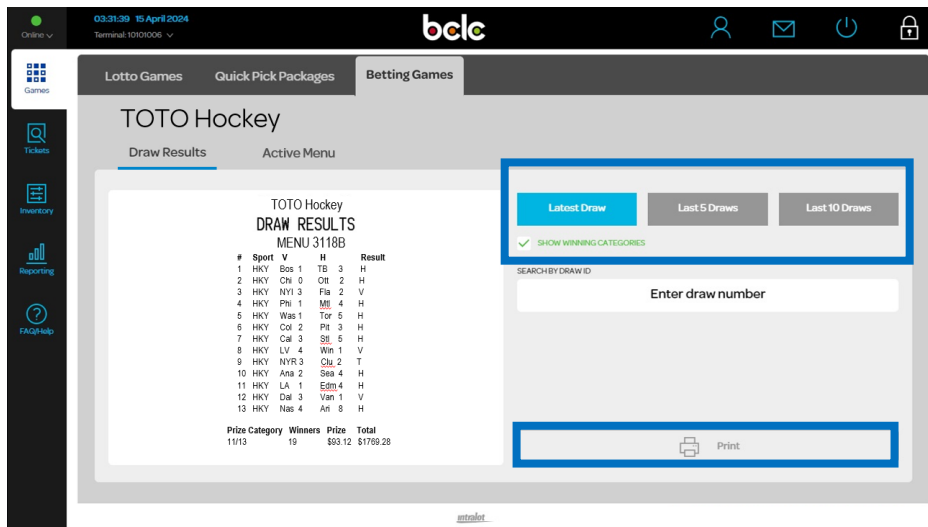 Online
03:31:39 15 April 2024
Terminal: 10101006
bclc
Games
Tickets
Inventory
Reporting
FAQ/Help
Lotto Games Quick Pick Packages Betting Games
TOTO Hockey
Draw Results Active Menu
TOTO Hockey
DRAW RESULTS
MENU 3118B
# Sport V H Result
1 HKY Bos 1 TB 3 H
2 HKY Chi 0 Ott 2 H
3 HKY NYI 3 Fla 2 V
4 HKY Phi 1 Mtl 4 H
5 HKY Was 1 Tor 5 H
6 HKY Col 2 Pit 3 H
7 HKY Cal 3 Stl 5 H
8 HKY LV 4 Win 1 V
9 HKY NYR 3 Clu 2 T
10 HKY Ana 2 Sea 4 H
11 HKY LA 1 Edm 4 H
12 HKY Dal 3 Van 1 V
13 HKY Nas 4 Ari 8 H
Prize Category Winners Prize Total
11/13 19 $93.12 $1769.28
Latest Draw Last 5 Draws Last 10 Draws
SHOW WINNING CATEGORIES
SEARCH BY DRAW ID
Enter draw number
Print
intralot